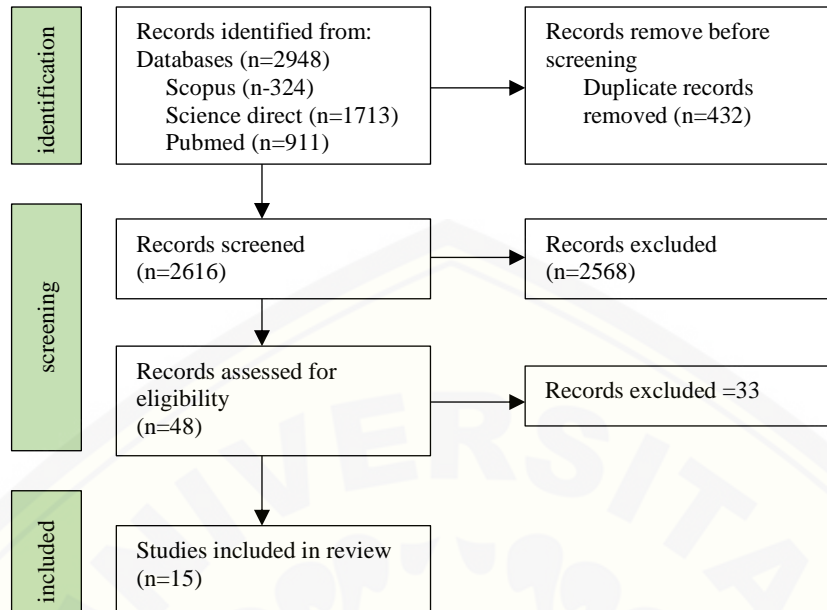 identification
Records identified from:
Databases (n=2948)
Scopus (n-324)
Science direct (n=1713)
Pubmed (n=911)
Records remove before
screening
Duplicate records
removed (n=432)
screening
Records screened
(n=2616)
Records excluded
(n=2568)
Records assessed for
eligibility
(n=48)
Records excluded =33
included
Studies included in review
(n=15)
NIVERSITA